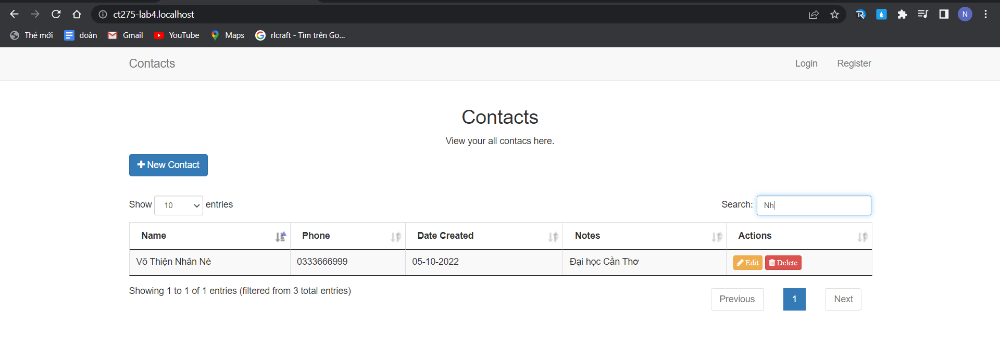 ct275-lab4.localhost
N
Thẻ mới doàn Gmail YouTube Maps rlcraft - Tìm trên Go...
Contacts Login Register
Contacts
View your all contacs here.
New Contact
Show 10 entries Search: Nh
Name Phone Date Created Notes Actions
Võ Thiện Nhân Nè 0333666999 05-10-2022 Đại học Cần Thơ Edit Delete
Showing 1 to 1 of 1 entries (filtered from 3 total entries)
Previous 1 Next